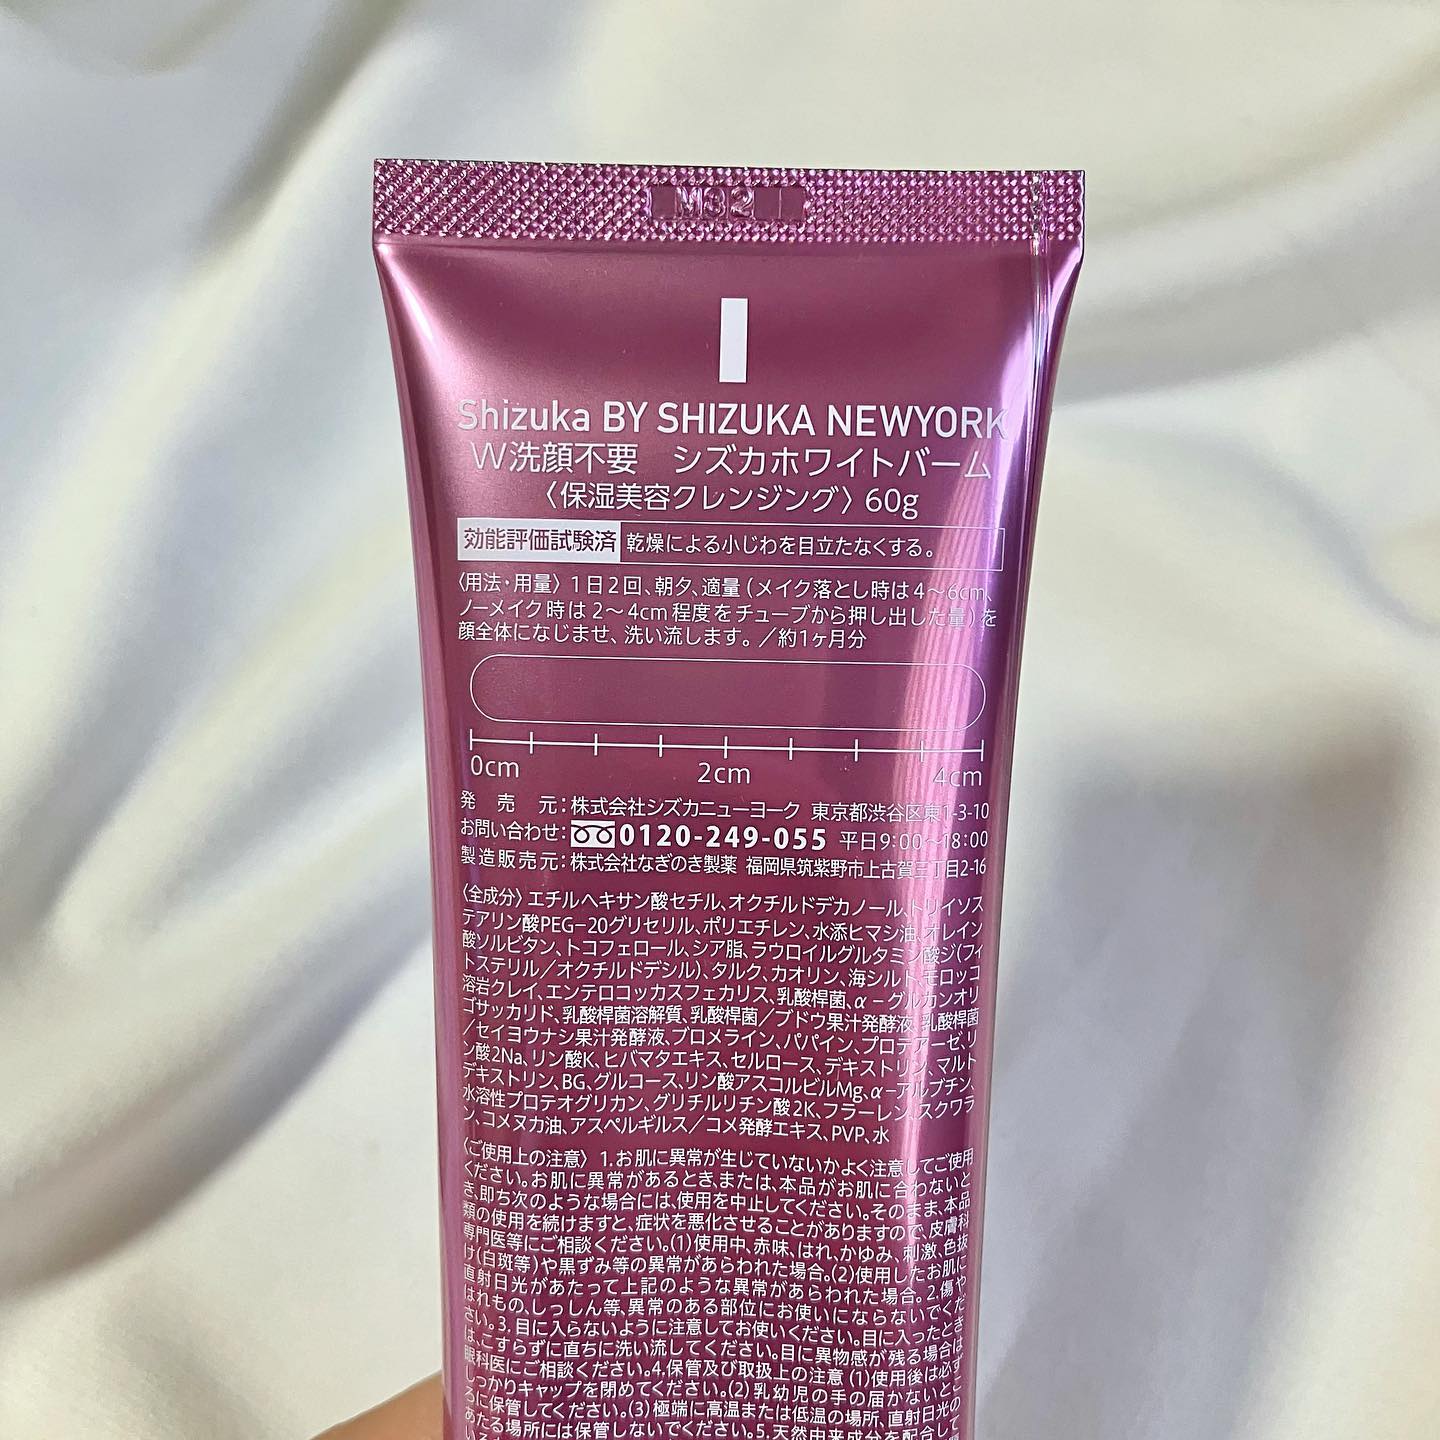 M32
Shizuka BY SHIZUKA NEWYORK
W洗顔不要　シズカホワイトバーム
〈保湿美容クレンジング〉60g
効能評価試験済 乾燥による小じわを目立たなくする。
〈用法・用量〉1日2回、朝夕、適量(メイク落とし時は4〜6cm、
ノーメイク時は2〜4cm程度をチューブから押し出した量)を
顔全体になじませ、洗い流します。／約1ヶ月分
0cm 2cm 4cm
発売元：株式会社シズカニューヨーク 東京都渋谷区東1-3-10
お問い合わせ：0120-249-055 平日9:00〜18:00
製造販売元：株式会社なぎのき製薬 福岡県筑紫野市上古賀三丁目2-16
〈全成分〉エチルヘキサン酸セチル、オクチルドデカノール、トリイソス
テアリン酸PEG-20グリセリル、ポリエチレン、水添ヒマシ油、オレイン
酸ソルビタン、トコフェロール、シア脂、ラウロイルグルタミン酸ジ(フィ
トステリル／オクチルドデシル)、タルク、カオリン、海シルト、モロッコ
溶岩クレイ、エンテロコッカスフェカリス、乳酸桿菌、α-グルカンオリ
ゴサッカリド、乳酸桿菌溶解質、乳酸桿菌／ブドウ果汁発酵液、乳酸桿菌
／セイヨウナシ果汁発酵液、ブロメライン、パパイン、プロテアーゼ、リ
ン酸2Na、リン酸K、ヒバマタエキス、セルロース、デキストリン、マルト
デキストリン、BG、グルコース、リン酸アスコルビルMg、α-アルブチン、
水溶性プロテオグリカン、グリチルリチン酸2K、フラーレン、スクワラ
ン、コメヌカ油、アスペルギルス／コメ発酵エキス、PVP、水
〈ご使用上の注意〉1.お肌に異常が生じていないかよく注意してご使用
ください。お肌に異常があるとき、または、本品がお肌に合わないと
き、即ち次のような場合には、使用を中止してください。そのまま、本品
類の使用を続けますと、症状を悪化させることがありますので、皮膚科
専門医等にご相談ください。(1)使用中、赤味、はれ、かゆみ、刺激、色抜
け(白斑等)や黒ずみ等の異常があらわれた場合。(2)使用したお肌に
直射日光があたって上記のような異常があらわれた場合。2.傷や
はれもの、しっしん等、異常のある部位にお使いにならないでくだ
さい。3.目に入らないように注意してお使いください。目に入ったとき
は、こすらずに直ちに洗い流してください。目に異物感が残る場合は
眼科医にご相談ください。4.保管及び取扱上の注意(1)使用後は必ず
しっかりキャップを閉めてください。(2)乳幼児の手の届かないとこ
ろに保管してください。(3)極端に高温または低温の場所、直射日光の
あたる場所には保管しないでください。5.天然由来成分を配合して